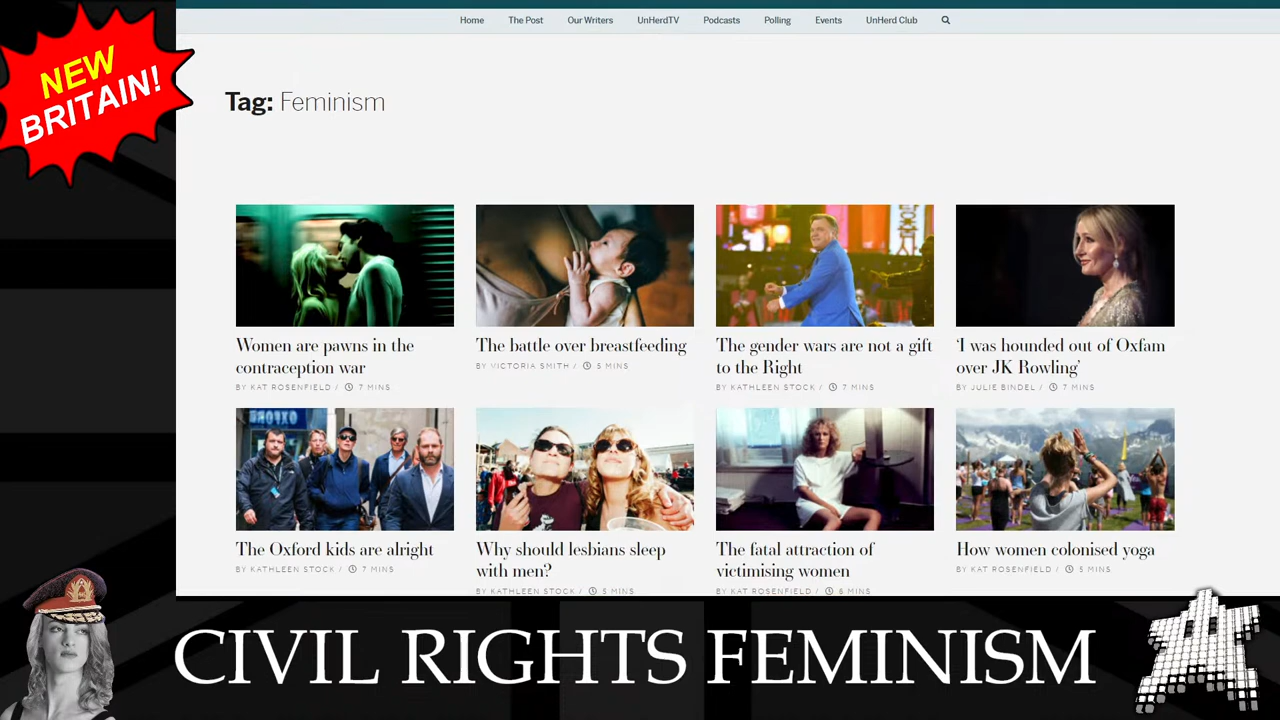 NEW
BRITAIN!
Home The Post Our Writers UnHerdTV Podcasts Polling Events UnHerd Club
Tag: Feminism
Women are pawns in the
contraception war
BY KAT ROSENFIELD / 7 MINS
The battle over breastfeeding
BY VICTORIA SMITH / 5 MINS
The gender wars are not a gift
to the Right
BY KATHLEEN STOCK / 7 MINS
‘I was hounded out of Oxfam
over JK Rowling’
BY JULIE BINDEL / 7 MINS
The Oxford kids are alright
BY KATHLEEN STOCK / 7 MINS
Why should lesbians sleep
with men?
BY KATHLEEN STOCK / 5 MINS
The fatal attraction of
victimising women
BY KAT ROSENFIELD / 8 MINS
How women colonised yoga
BY KAT ROSENFIELD / 5 MINS
CIVIL RIGHTS FEMINISM